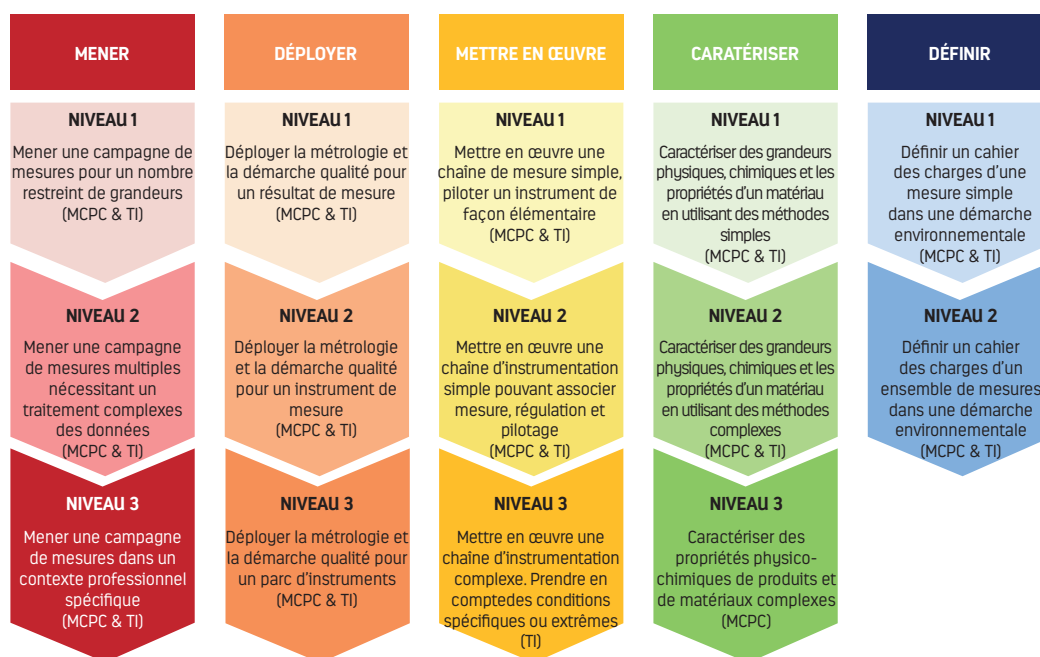 MENER
DÉPLOYER
METTRE EN ŒUVRE
CARATÉRISER
DÉFINIR
NIVEAU 1
Mener une campagne de
mesures pour un nombre
restreint de grandeurs
(MCPC & TI)
NIVEAU 1
Déployer la métrologie et
la démarche qualité pour
un résultat de mesure
(MCPC & TI)
NIVEAU 1
Mettre en œuvre une
chaîne de mesure simple,
piloter un instrument de
façon élémentaire
(MCPC & TI)
NIVEAU 1
Caractériser des grandeurs
physiques, chimiques et les
propriétés d'un matériau
en utilisant des méthodes
simples
(MCPC & TI)
NIVEAU 1
Définir un cahier
des charges d'une
mesure simple
dans une démarche
environnementale
(MCPC & TI)
NIVEAU 2
Mener une campagne
de mesures multiples
nécessitant un
traitement complexes
des données
(MCPC & TI)
NIVEAU 2
Déployer la métrologie
et la démarche qualité
pour un instrument de
mesure
(MCPC & TI)
NIVEAU 2
Mettre en œuvre une
chaîne d'instrumentation
simple pouvant associer
mesure, régulation et
pilotage
(MCPC & TI)
NIVEAU 2
Caractériser des grandeurs
physiques, chimiques et les
propriétés d'un matériau
en utilisant des méthodes
complexes
(MCPC & TI)
NIVEAU 2
Définir un cahier
des charges d'un
ensemble de mesures
dans une démarche
environnementale
(MCPC & TI)
NIVEAU 3
Mener une campagne
de mesures dans un
contexte professionnel
spécifique
(MCPC & TI)
NIVEAU 3
Déployer la métrologie et
la démarche qualité pour
un parc d'instruments
(MCPC & TI)
NIVEAU 3
Mettre en œuvre une
chaîne d'instrumentation
complexe. Prendre en
comptedes conditions
spécifiques ou extrêmes
(TI)
NIVEAU 3
Caractériser des
propriétés physico-
chimiques de produits et
de matériaux complexes
(MCPC)